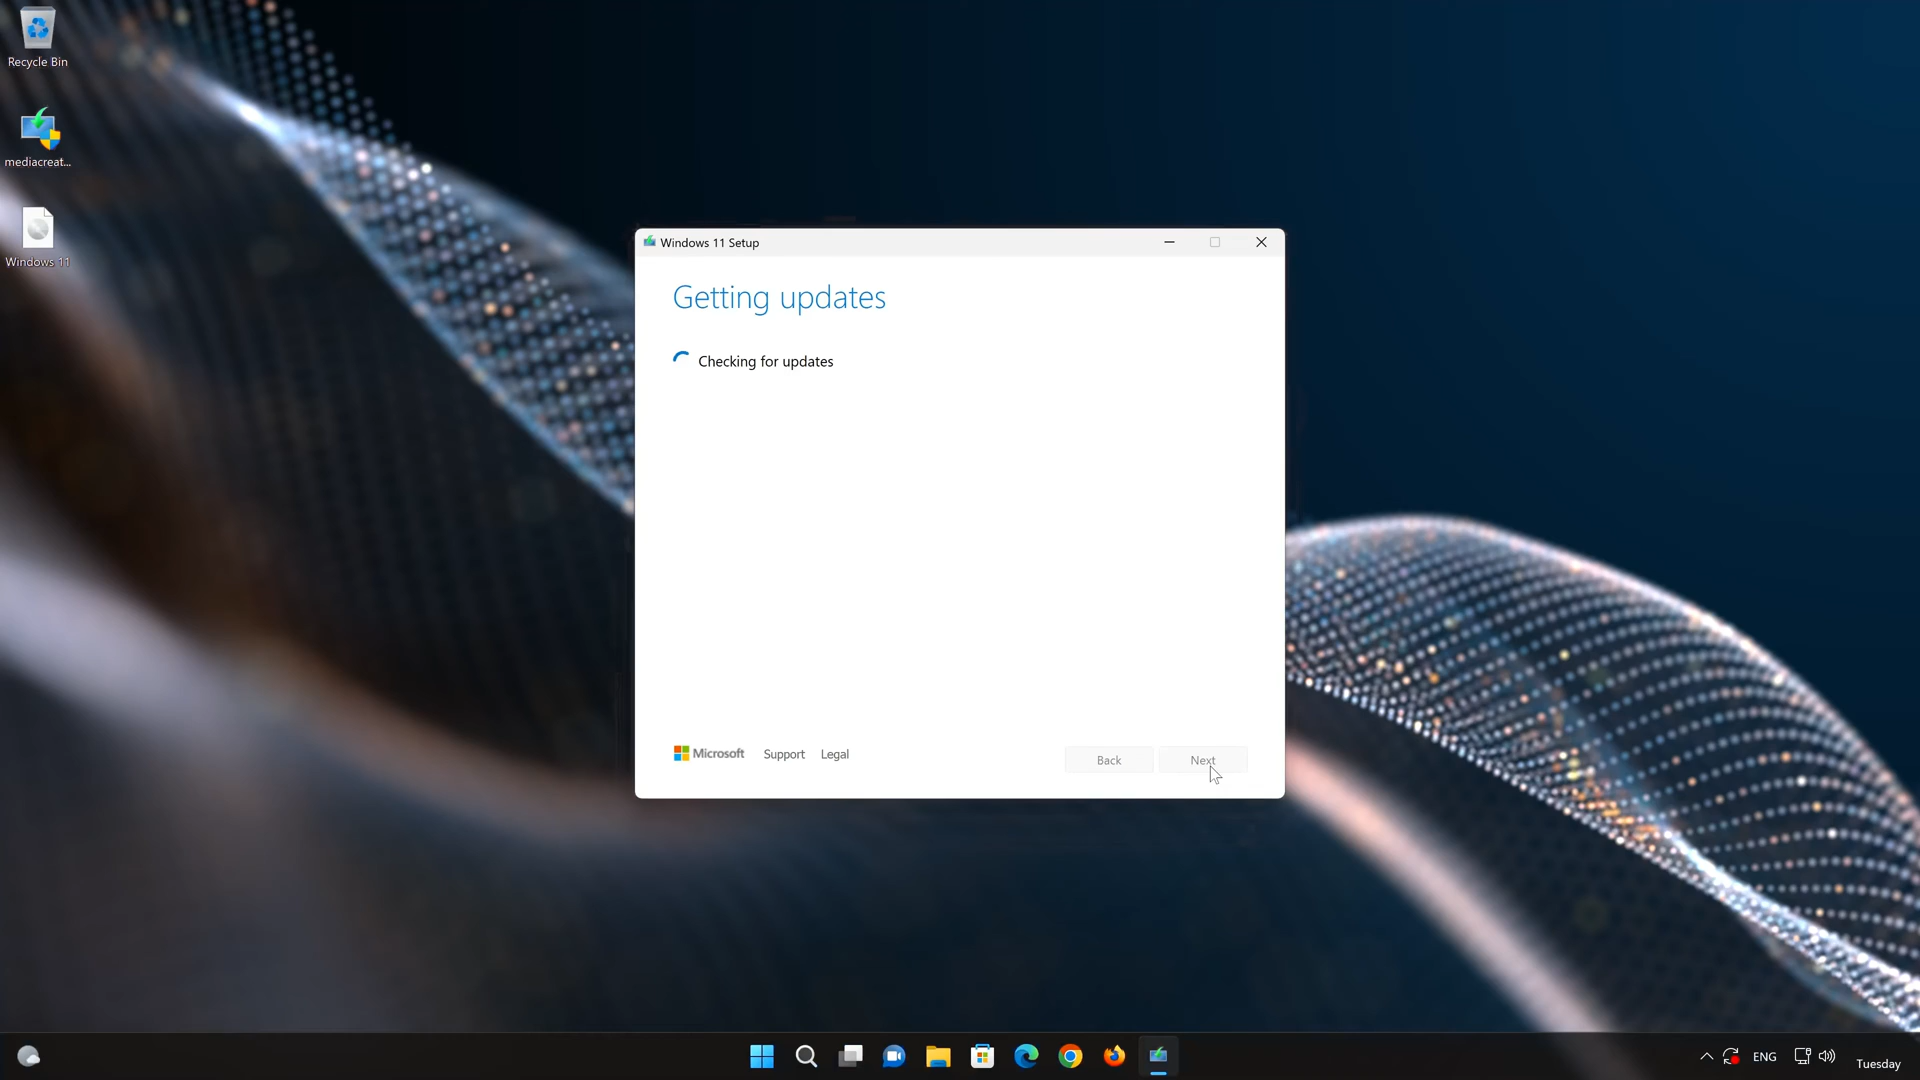 Recycle Bin
mediacreat...
Windows 11
Windows 11 Setup
Getting updates
Checking for updates
Microsoft
Support
Legal
Back
Next
ENG
Tuesday